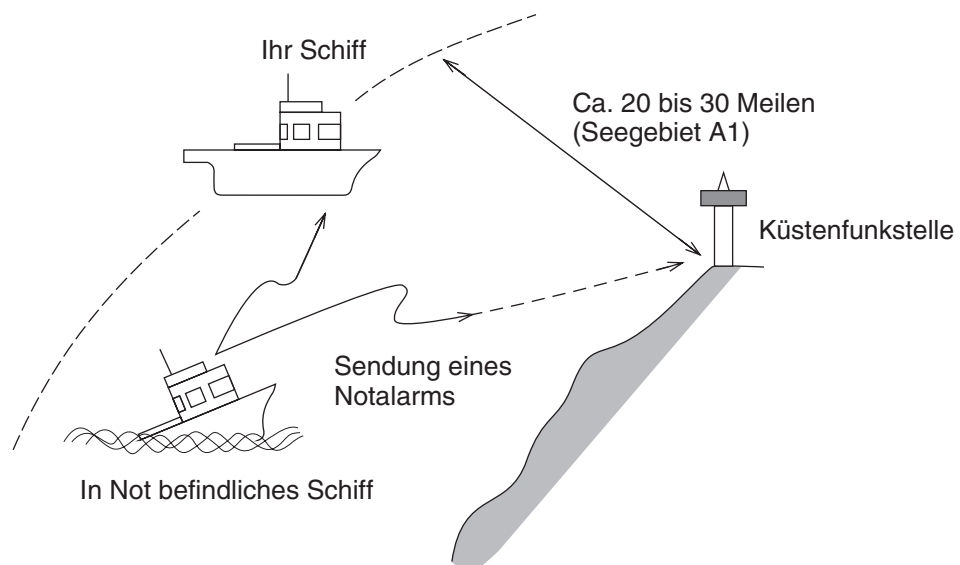 Ihr Schiff
Ca. 20 bis 30 Meilen
(Seegebiet A1)
Küstenfunkstelle
Sendung eines
Notalarms
In Not befindliches Schiff